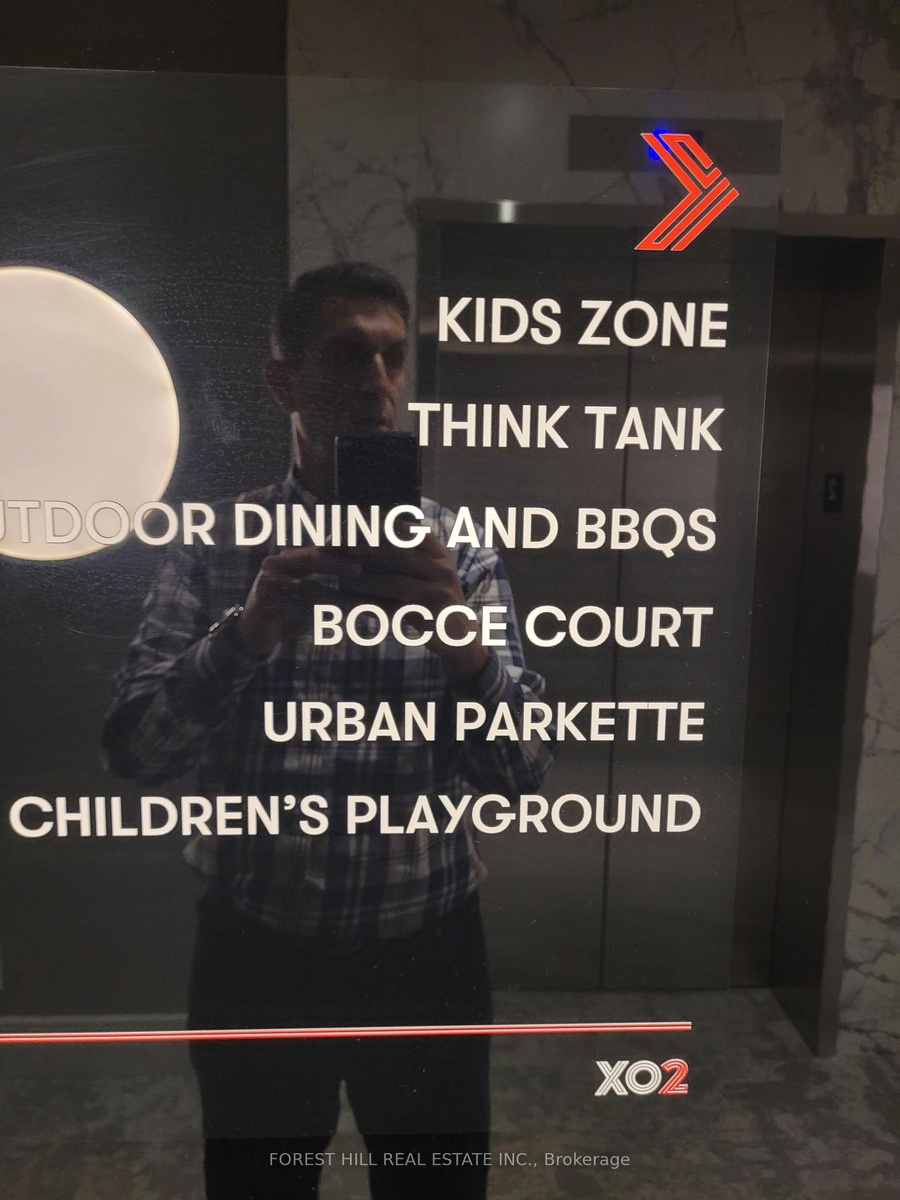 KIDS ZONE
THINK TANK
OUTDOOR DINING AND BBQS
BOCCE COURT
URBAN PARKETTE
CHILDREN'S PLAYGROUND
XO2
FOREST HILL REAL ESTATE INC., Brokerage